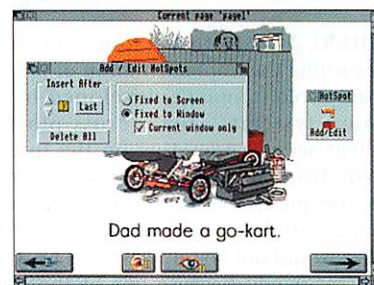 Current page "page1"
Add / Edit HotSpots
Insert After
Last
Delete All
Fixed to Screen
Fixed to Window
Current window only
HotSpot
Add/Edit
Dad made a go-kart.